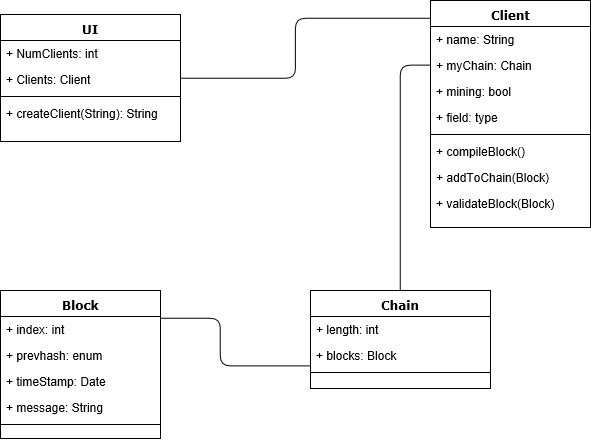 UI
+ NumClients: int
+ Clients: Client
+ createClient(String): String
Client
+ name: String
+ myChain: Chain
+ mining: bool
+ field: type
+ compileBlock()
+ addToChain(Block)
+ validateBlock(Block)
Block
+ index: int
+ prevhash: enum
+ timeStamp: Date
+ message: String
Chain
+ length: int
+ blocks: Block